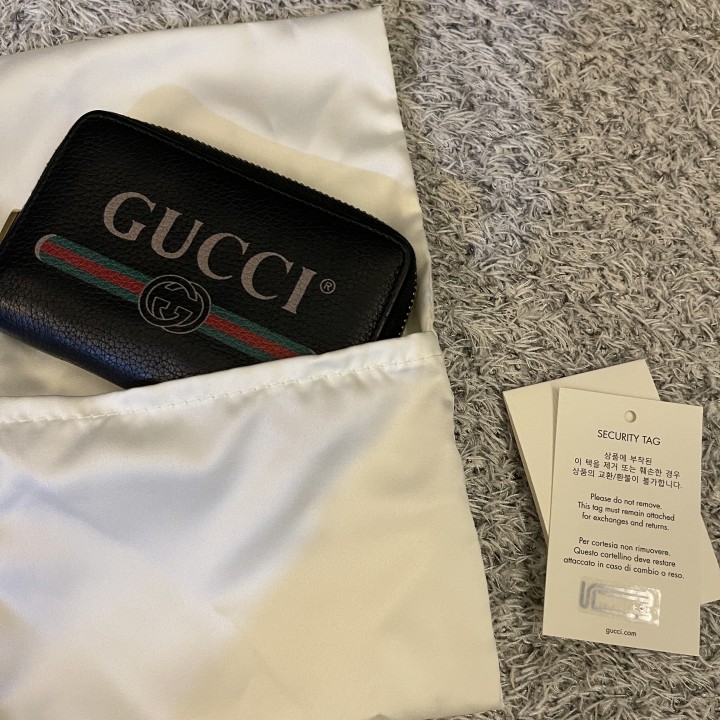 GUCCI®
SECURITY TAG
상품에 부착된
이 택을 제거 또는 훼손한 경우
상품의 교환/환불이 불가합니다.
Please do not remove.
This tag must remain attached
for exchanges and returns.
Per cortesia non rimuovere.
Questo cartellino deve restare
attaccato in caso di cambio o reso.
gucci.com